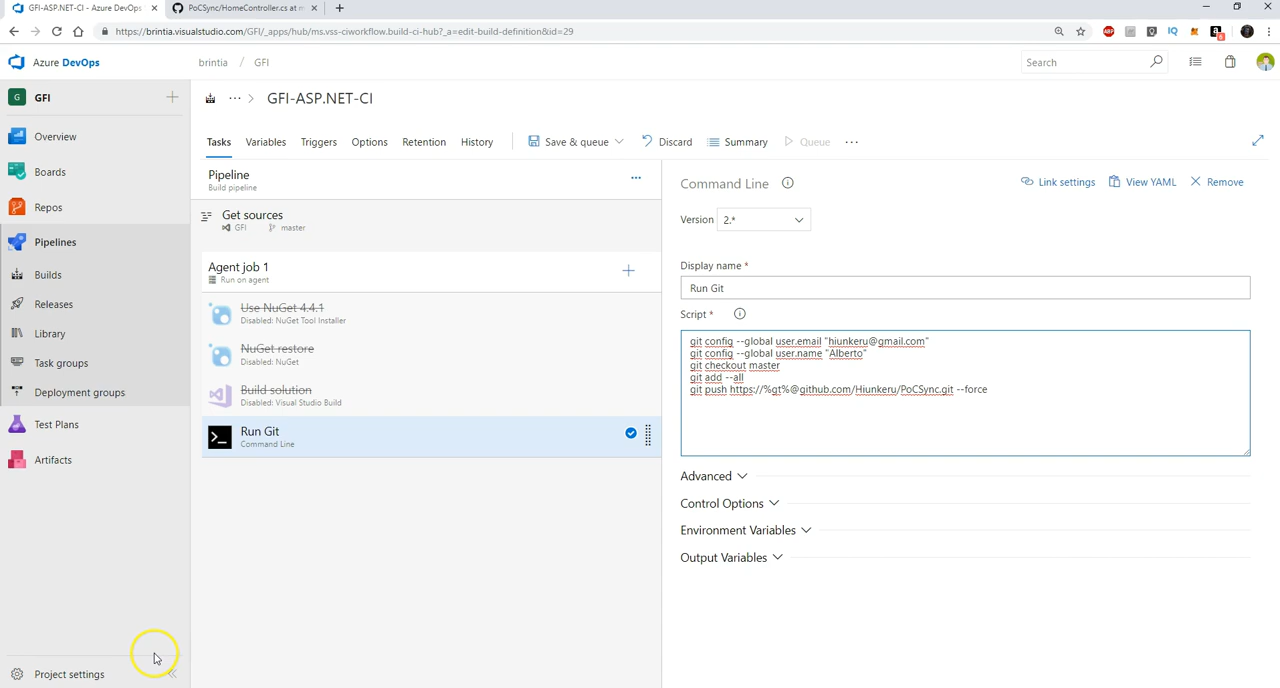 GFI-ASP.NET-CI - Azure DevOps
PoCSync/HomeController.cs at m
https://brintia.visualstudio.com/GFI/_apps/hub/ms.vss-ciworkflow.build-ci-hub?_a=edit-build-definition&id=29
Azure DevOps
brintia / GFI
Search
G GFI
GFI-ASP.NET-CI
Overview
Boards
Repos
Pipelines
Builds
Releases
Library
Task groups
Deployment groups
Test Plans
Artifacts
Project settings
Tasks Variables Triggers Options Retention History Save & queue Discard Summary Queue
Pipeline
Build pipeline
Get sources
GFI master
Agent job 1
Run on agent
Use NuGet 4.4.1
Disabled: NuGet Tool Installer
NuGet restore
Disabled: NuGet
Build solution
Disabled: Visual Studio Build
Run Git
Command Line
Command Line Link settings View YAML Remove
Version 2.*
Display name *
Run Git
Script *
git config --global user.email "hiunkeru@gmail.com"
git config --global user.name "Alberto"
git checkout master
git add --all
git push https://%gt%@github.com/Hiunkeru/PoCSync.git --force
Advanced
Control Options
Environment Variables
Output Variables